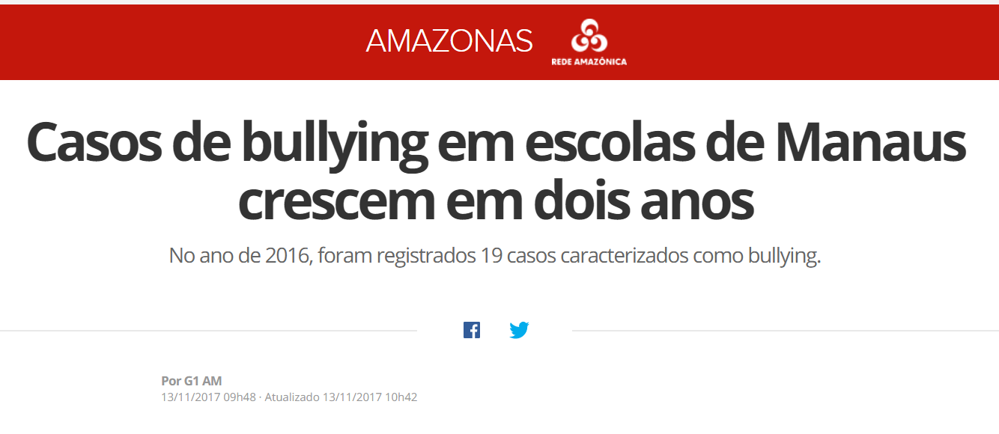 AMAZONAS
REDE AMAZÔNICA
Casos de bullying em escolas de Manaus
crescem em dois anos
No ano de 2016, foram registrados 19 casos caracterizados como bullying.
Por G1 AM
13/11/2017 09h48 · Atualizado 13/11/2017 10h42